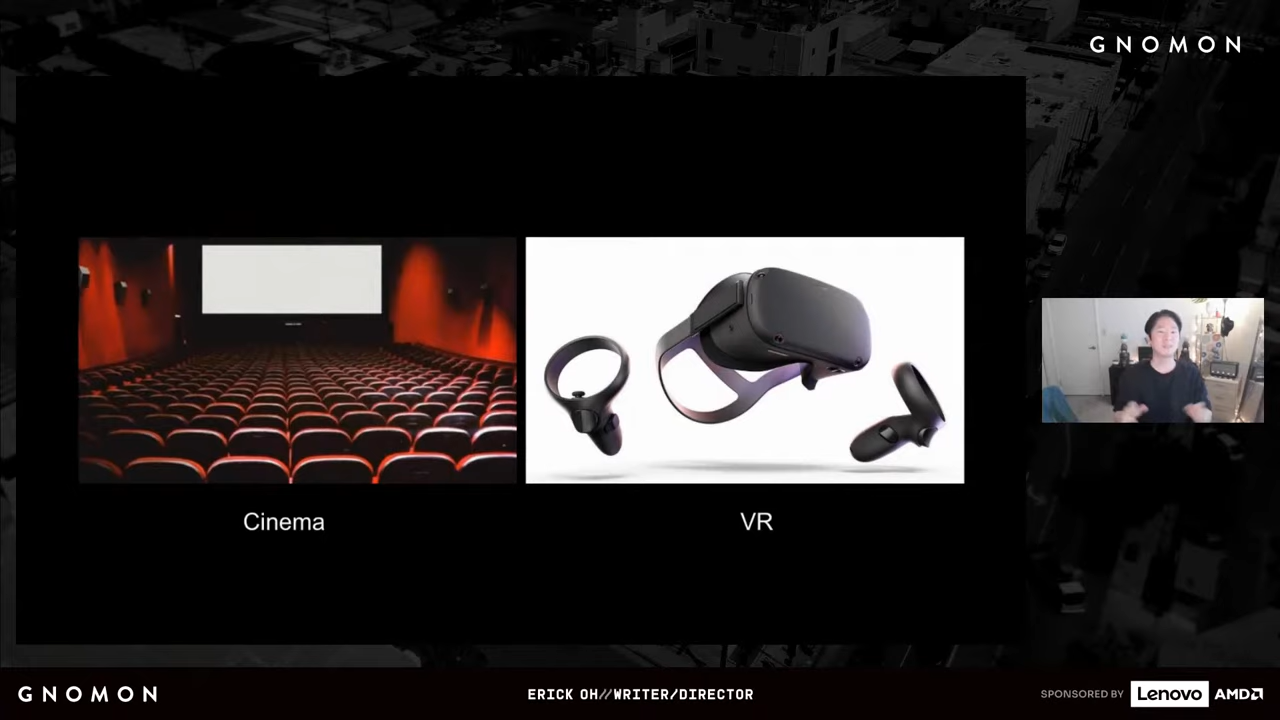 GNOMON
Cinema
VR
GNOMON
ERICK OH//WRITER/DIRECTOR
SPONSORED BY
Lenovo
AMD